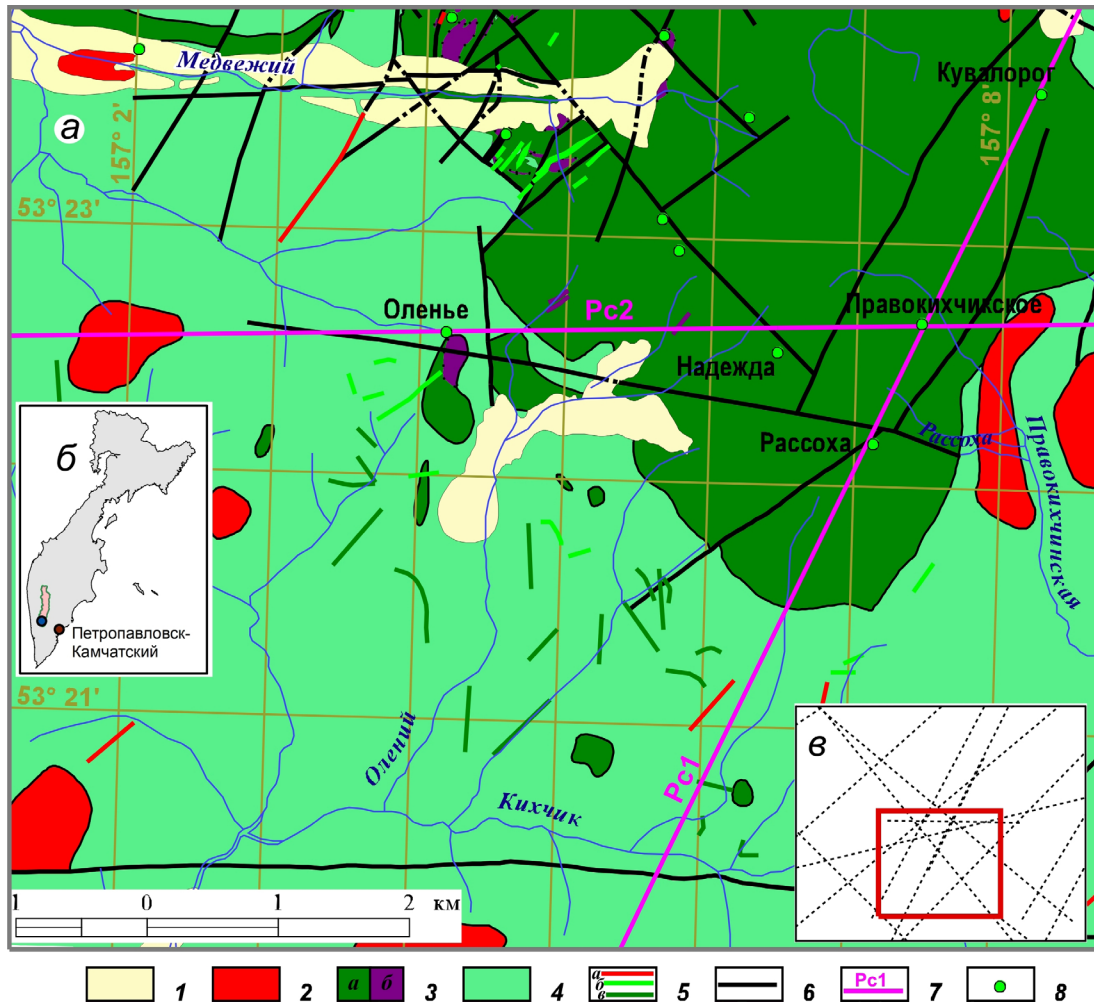 Медвежий
Кувалорог
а
157° 2'
157° 8'
53° 23'
Оленье
Рс2
Правокихчикское
Надежда
Рассоха
Рассоха
Правокихчинская
б
Петропавловск-
Камчатский
53° 21'
Олений
Рс1
Кихчик
в
1 0 1 2 км
1 2 а б 3 4 а б в 5 6 Рс1 7 8